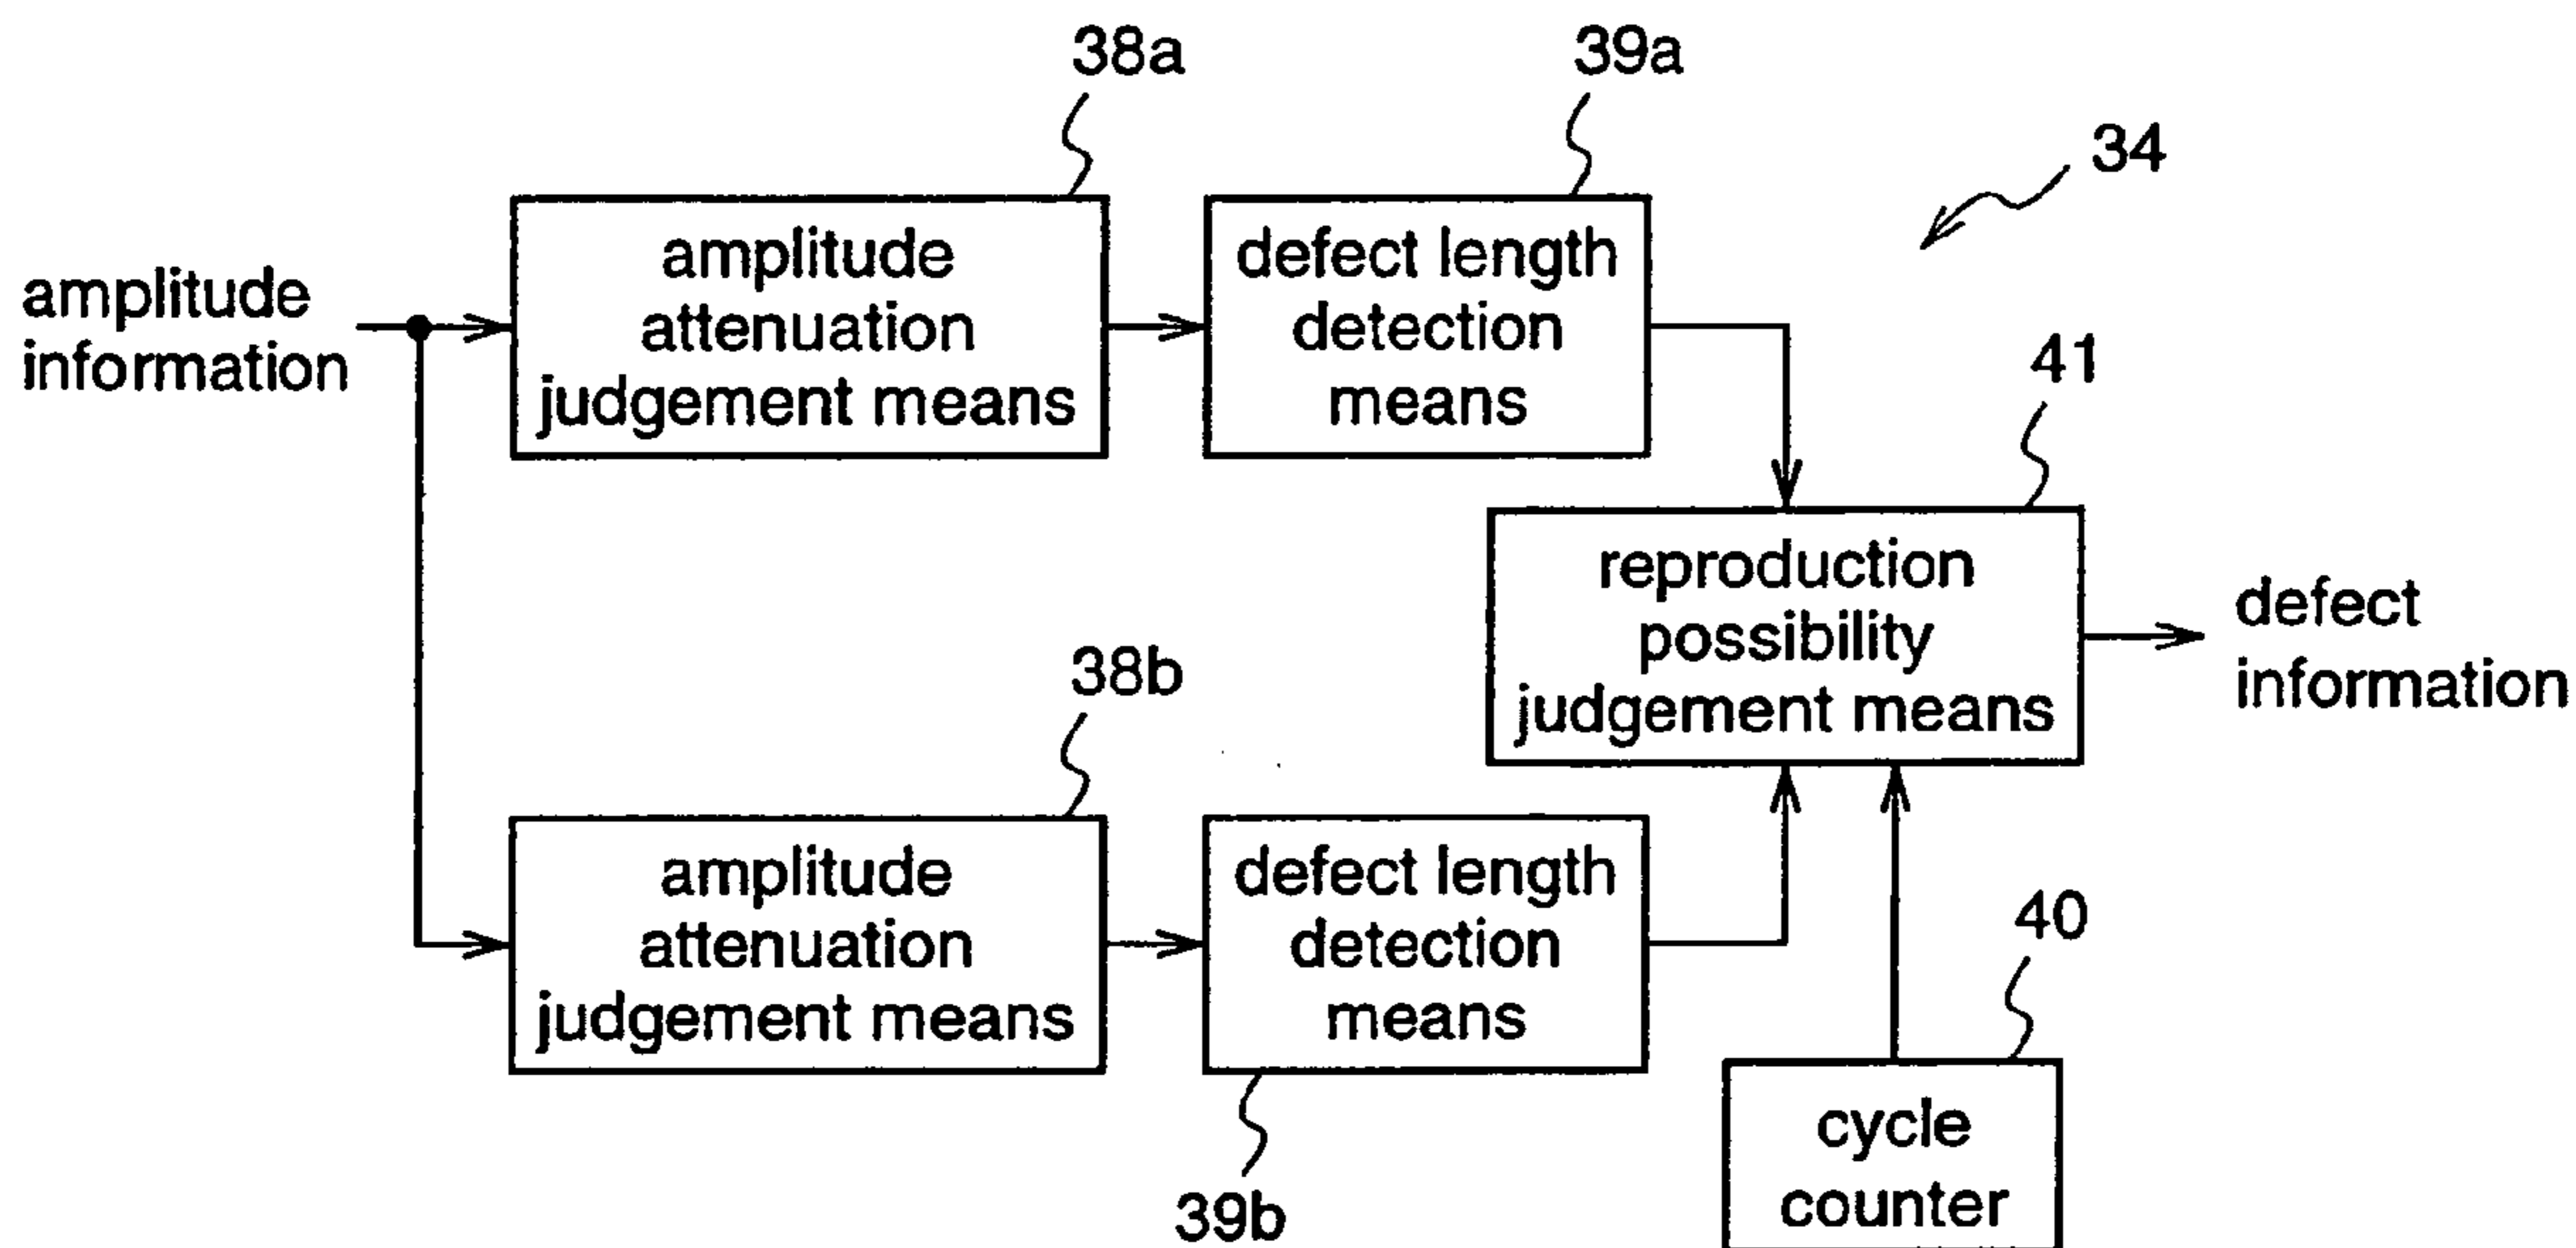 38a
39a
34
amplitude
information
amplitude
attenuation
judgement means
defect length
detection
means
41
reproduction
possibility
judgement means
defect
information
38b
amplitude
attenuation
judgement means
defect length
detection
means
39b
40
cycle
counter